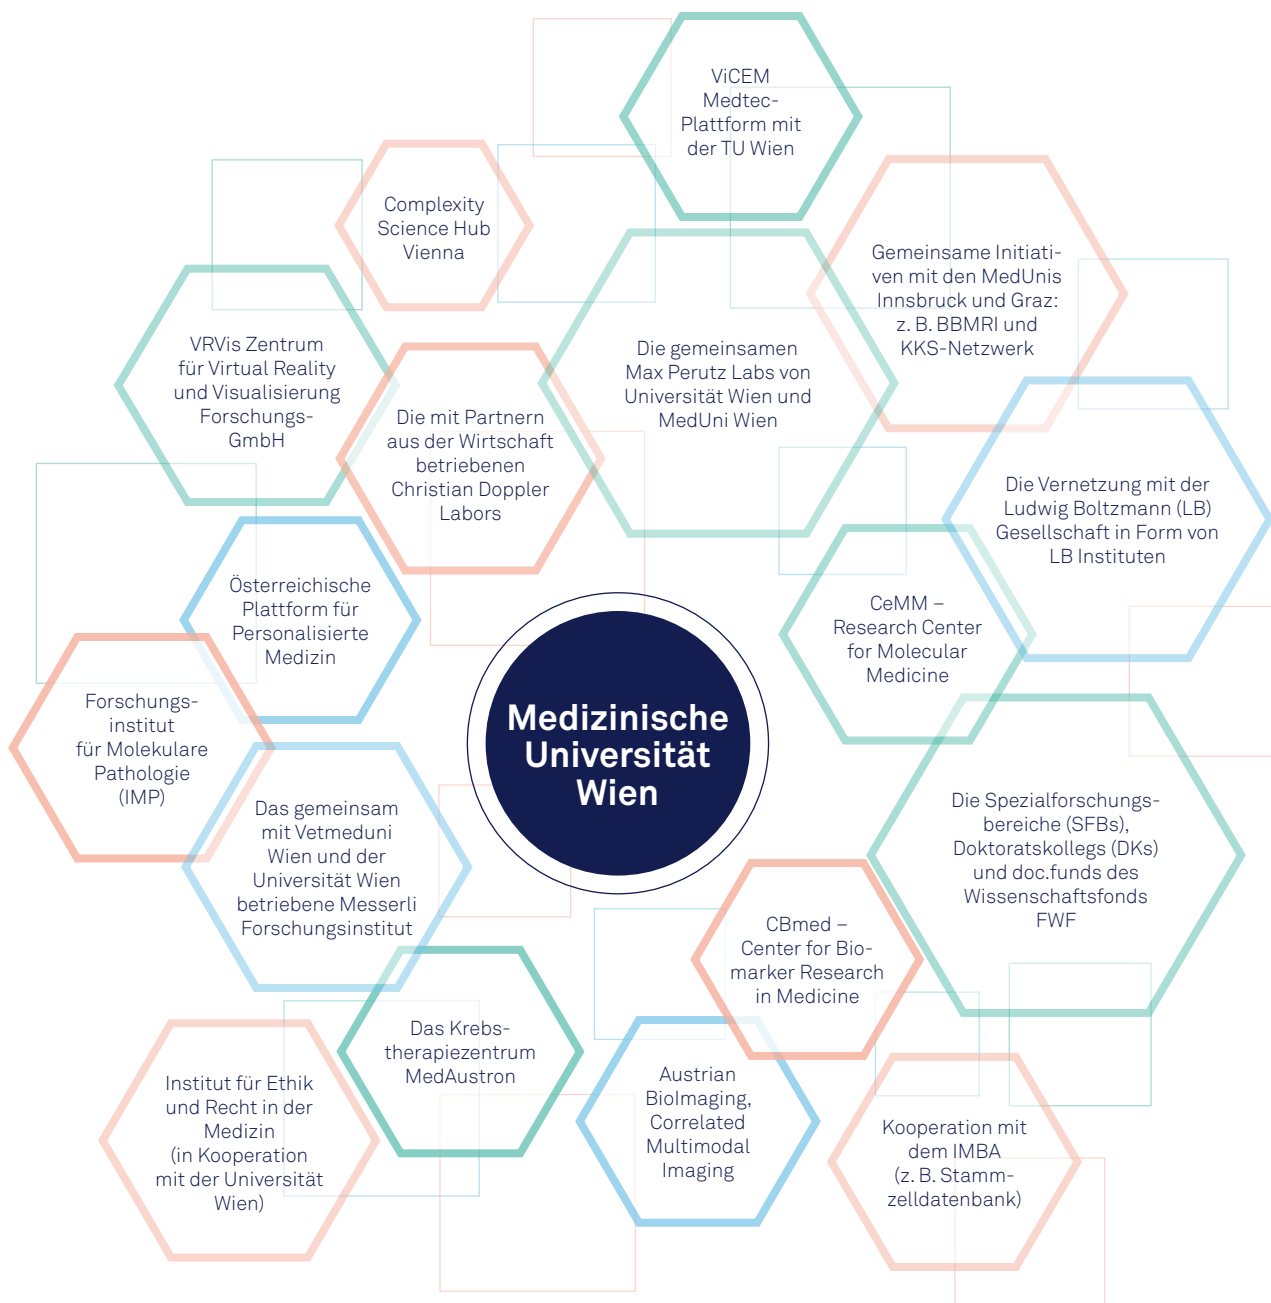 ViCEM
Medtec-
Plattform mit
der TU Wien
Complexity
Science Hub
Vienna
Gemeinsame Initiati-
ven mit den MedUnis
Innsbruck und Graz:
z. B. BBMRI und
KKS-Netzwerk
VRVis Zentrum
für Virtual Reality
und Visualisierung
Forschungs-
GmbH
Die gemeinsamen
Max Perutz Labs von
Universität Wien und
MedUni Wien
Die mit Partnern
aus der Wirtschaft
betriebenen
Christian Doppler
Labors
Die Vernetzung mit der
Ludwig Boltzmann (LB)
Gesellschaft in Form von
LB Instituten
Österreichische
Plattform für
Personalisierte
Medizin
CeMM –
Research Center
for Molecular
Medicine
Forschungs-
institut
für Molekulare
Pathologie
(IMP)
Medizinische
Universität
Wien
Das gemeinsam
mit Vetmeduni
Wien und der
Universität Wien
betriebene Messerli
Forschungsinstitut
Die Spezialforschungs-
bereiche (SFBs),
Doktoratskollegs (DKs)
und doc.funds des
Wissenschaftsfonds
FWF
CBmed –
Center for Bio-
marker Research
in Medicine
Das Krebs-
therapiezentrum
MedAustron
Institut für Ethik
und Recht in der
Medizin
(in Kooperation
mit der Universität
Wien)
Austrian
BioImaging,
Correlated
Multimodal
Imaging
Kooperation mit
dem IMBA
(z. B. Stamm-
zelldatenbank)